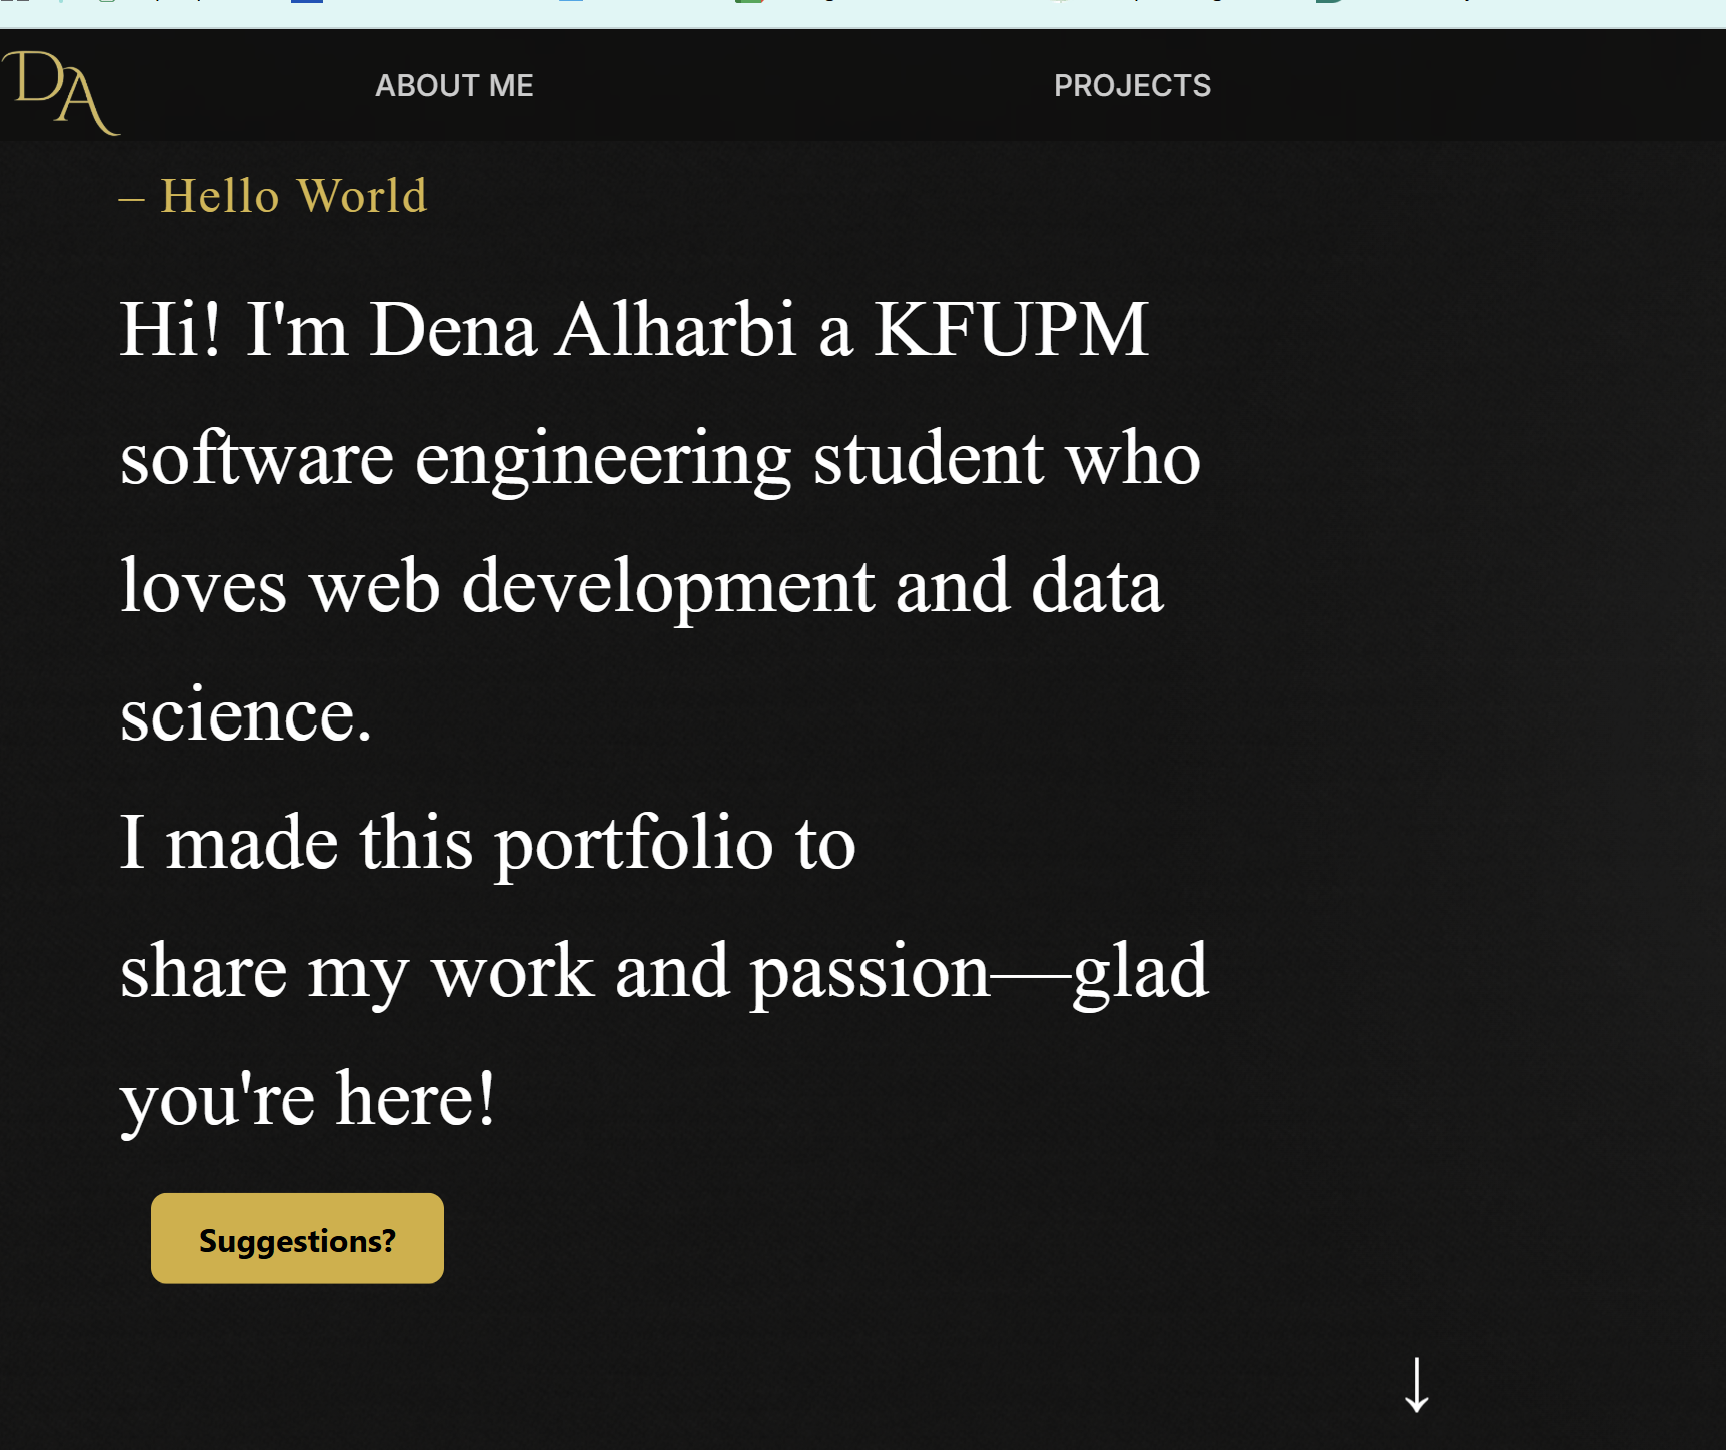 DA
ABOUT ME
PROJECTS
– Hello World
Hi! I'm Dena Alharbi a KFUPM
software engineering student who
loves web development and data
science.
I made this portfolio to
share my work and passion—glad
you're here!
Suggestions?
↓